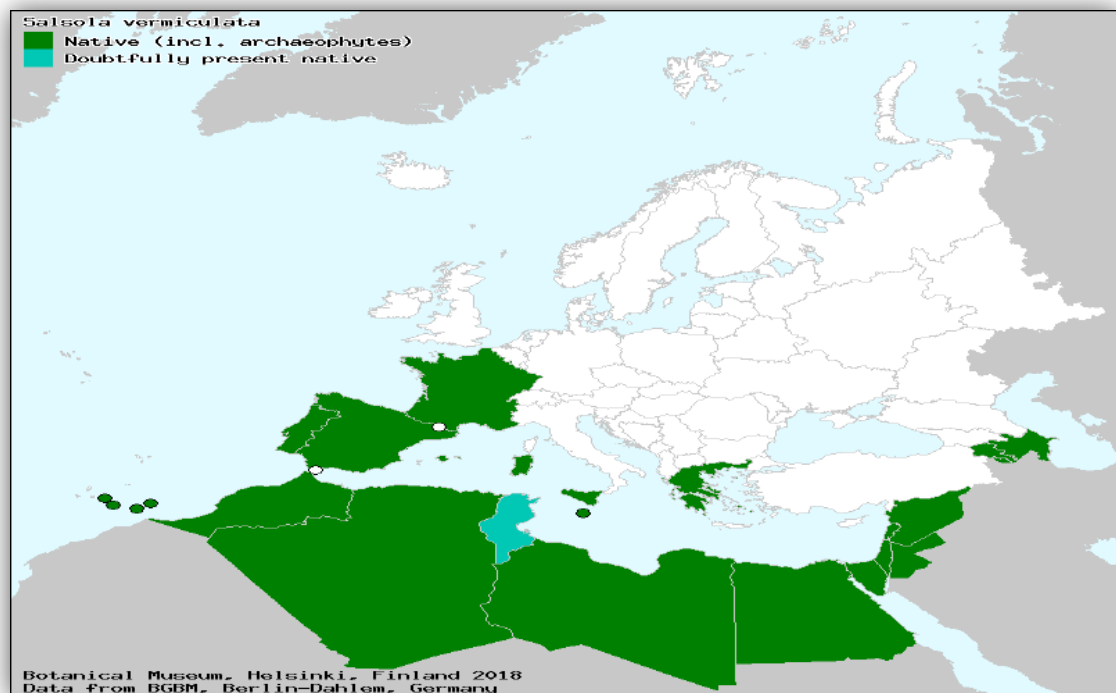 Salsola vermiculata
Native (incl. archaeophytes)
Doubtfully present native
Botanical Museum, Helsinki, Finland 2018
Data from BGBM, Berlin-Dahlem, Germany